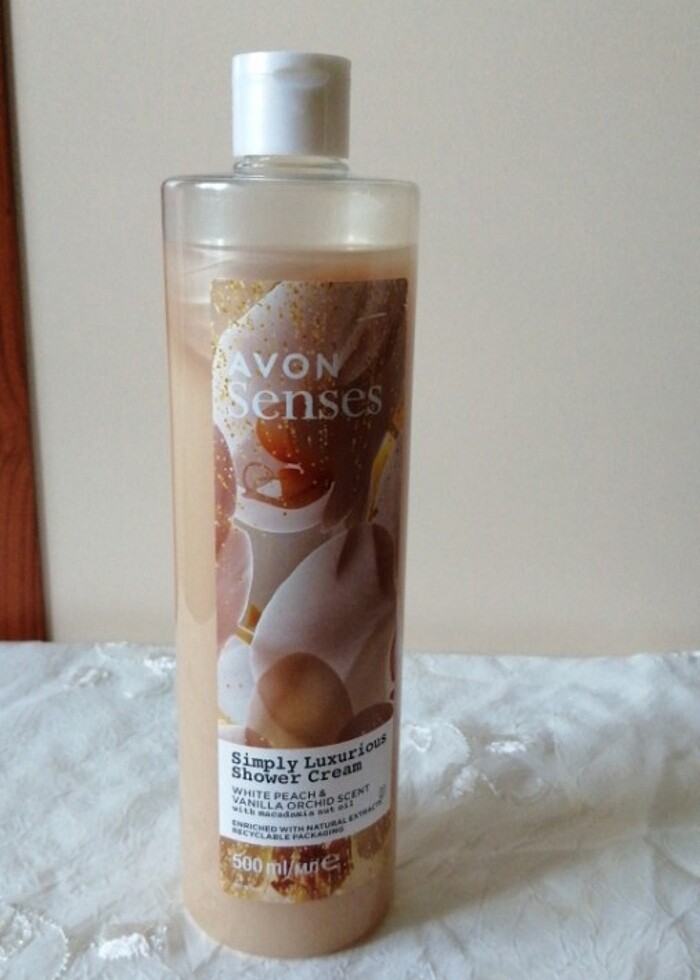 AVON
Senses
Simply Luxurious
Shower Cream
WHITE PEACH &
VANILLA ORCHID SCENT
with macadamia nut oil
ENRICHED WITH NATURAL EXTRACTS
RECYCLABLE PACKAGING
500 ml/мл e